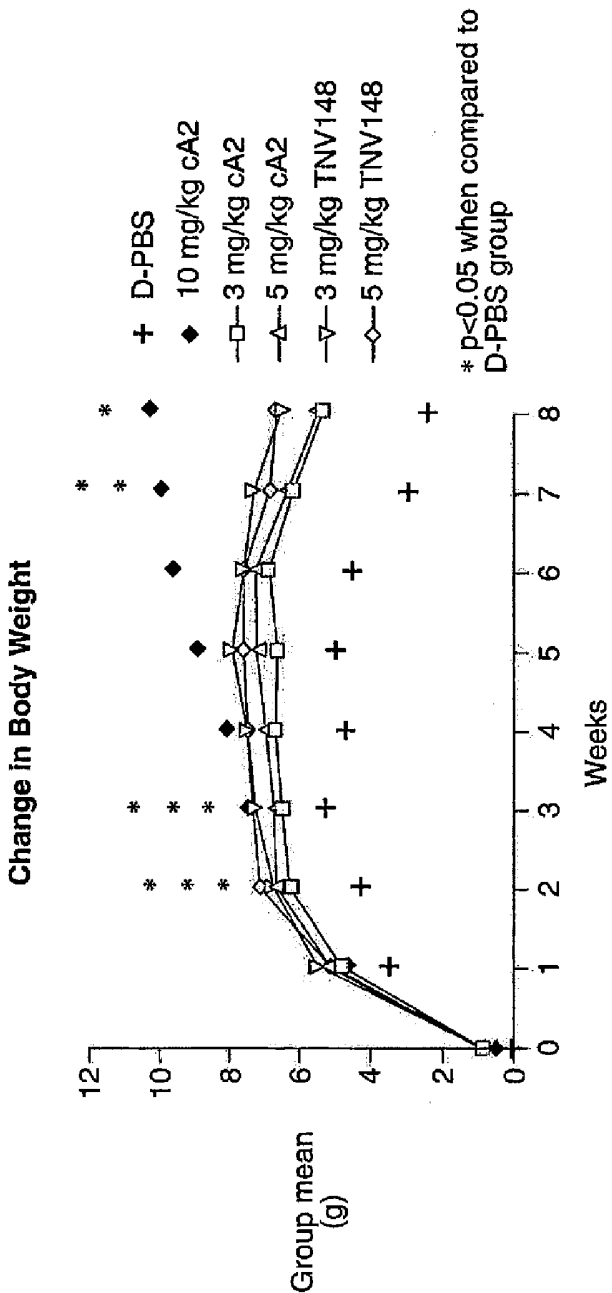 Change in Body Weight
Group mean
(g)
12
10
8
6
4
2
0
* * *
* * *
* *
*
0 1 2 3 4 5 6 7 8
Weeks
D-PBS
10 mg/kg cA2
3 mg/kg cA2
5 mg/kg cA2
3 mg/kg TNV148
5 mg/kg TNV148
* p<0.05 when compared to
D-PBS group